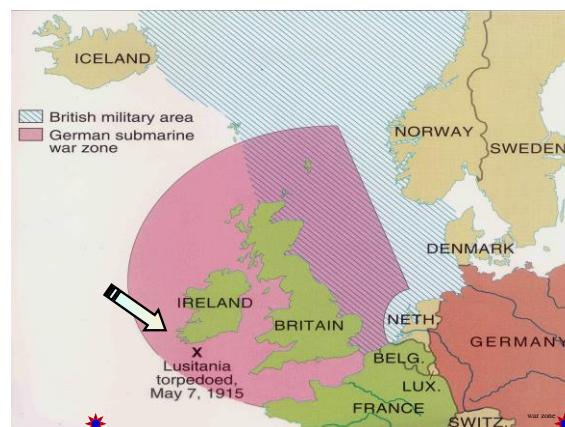 ICELAND
British military area
German submarine
war zone
NORWAY
SWEDEN
DENMARK
IRELAND
BRITAIN
NETH.
GERMANY
BELG.
X
Lusitania
torpedoed,
May 7, 1915
LUX.
FRANCE
SWITZ.
war zone